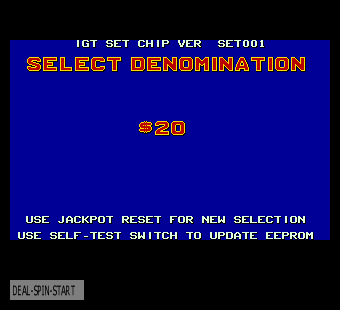 IGT SET CHIP VER  SET001
SELECT DENOMINATION
$20
USE JACKPOT RESET FOR NEW SELECTION
USE SELF-TEST SWITCH TO UPDATE EEPROM
DEAL-SPIN-START